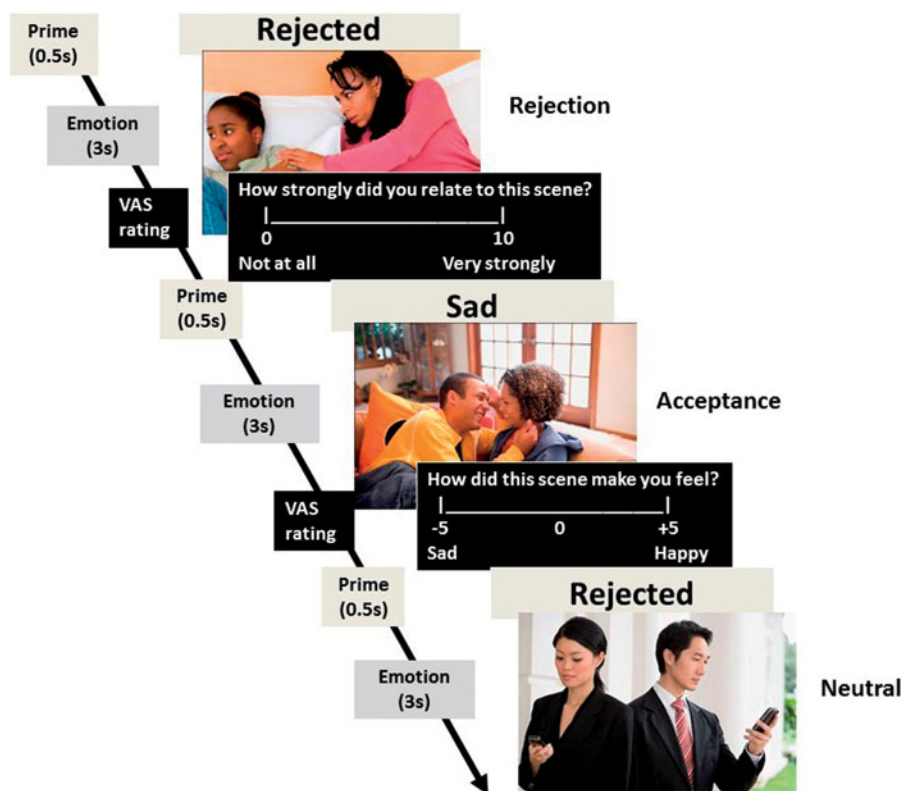 Prime
(0.5s)
Rejected
Emotion
(3s)
Rejection
VAS
rating
How strongly did you relate to this scene?
0 10
Not at all Very strongly
Prime
(0.5s)
Sad
Emotion
(3s)
Acceptance
VAS
rating
How did this scene make you feel?
-5 0 +5
Sad Happy
Prime
(0.5s)
Rejected
Emotion
(3s)
Neutral